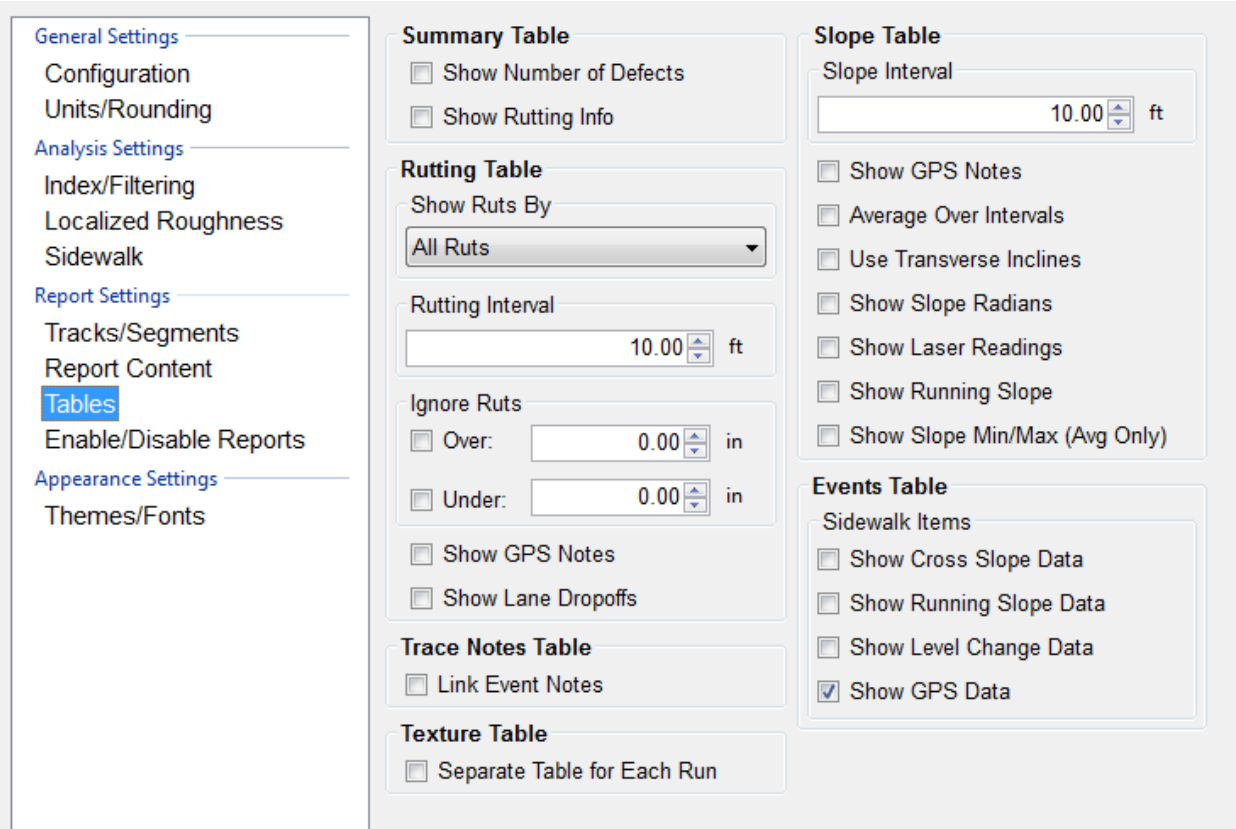 General Settings
Configuration
Units/Rounding
Analysis Settings
Index/Filtering
Localized Roughness
Sidewalk
Report Settings
Tracks/Segments
Report Content
Tables
Enable/Disable Reports
Appearance Settings
Themes/Fonts
Summary Table
Show Number of Defects
Show Rutting Info
Rutting Table
Show Ruts By
All Ruts
Rutting Interval
10.00 ft
Ignore Ruts
Over: 0.00 in
Under: 0.00 in
Show GPS Notes
Show Lane Dropoffs
Trace Notes Table
Link Event Notes
Texture Table
Separate Table for Each Run
Slope Table
Slope Interval
10.00 ft
Show GPS Notes
Average Over Intervals
Use Transverse Inclines
Show Slope Radians
Show Laser Readings
Show Running Slope
Show Slope Min/Max (Avg Only)
Events Table
Sidewalk Items
Show Cross Slope Data
Show Running Slope Data
Show Level Change Data
Show GPS Data